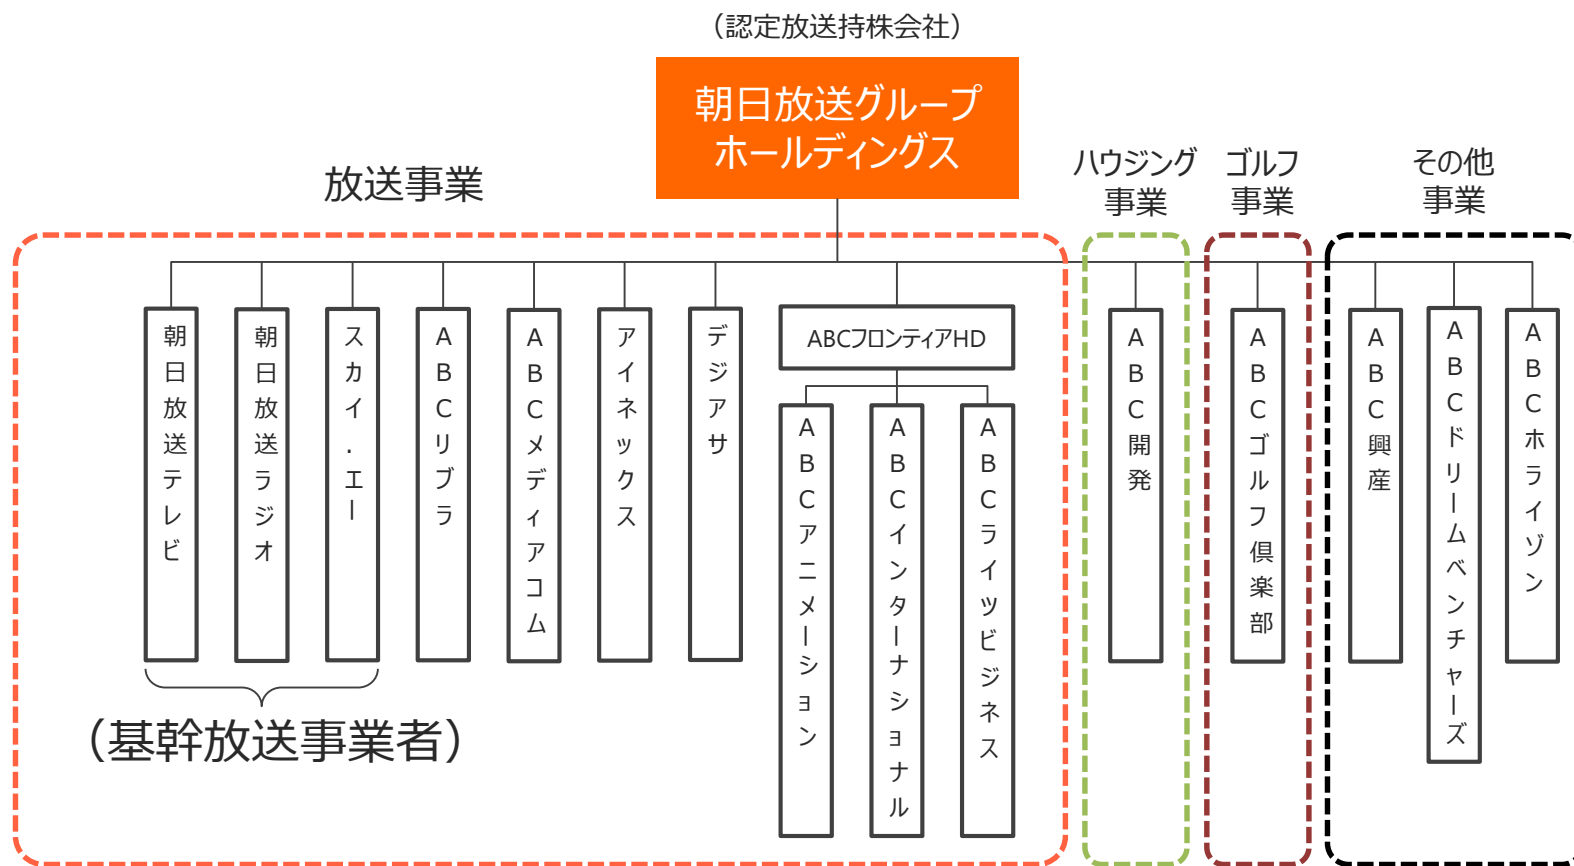 （認定放送持株会社）
朝日放送グループ
ホールディングス
放送事業
ハウジング
事業
ゴルフ
事業
その他
事業
朝日放送テレビ
朝日放送ラジオ
スカイ.エー
ABCリブラ
ABCメディアコム
アイネックス
デジアサ
ABCフロンティアHD
ABCアニメーション
ABCインターナショナル
ABCライツビジネス
ABC開発
ABCゴルフ倶楽部
ABC興産
ABCドリームベンチャーズ
ABCホライゾン
（基幹放送事業者）